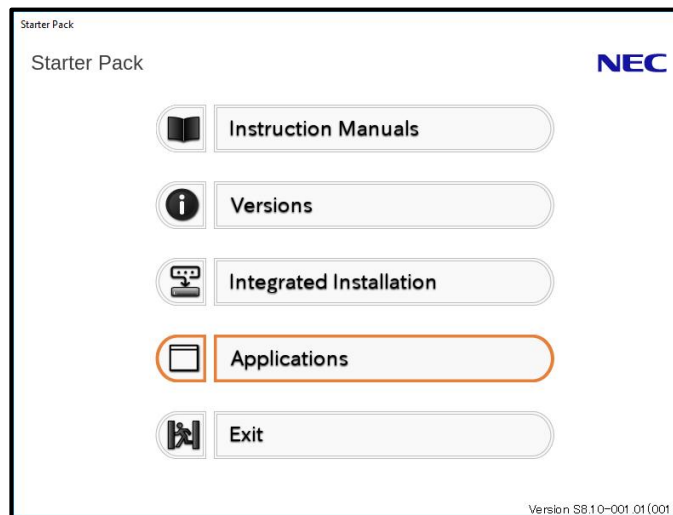 Starter Pack
Starter Pack
NEC
Instruction Manuals
Versions
Integrated Installation
Applications
Exit
Version S8.10-001.01(001